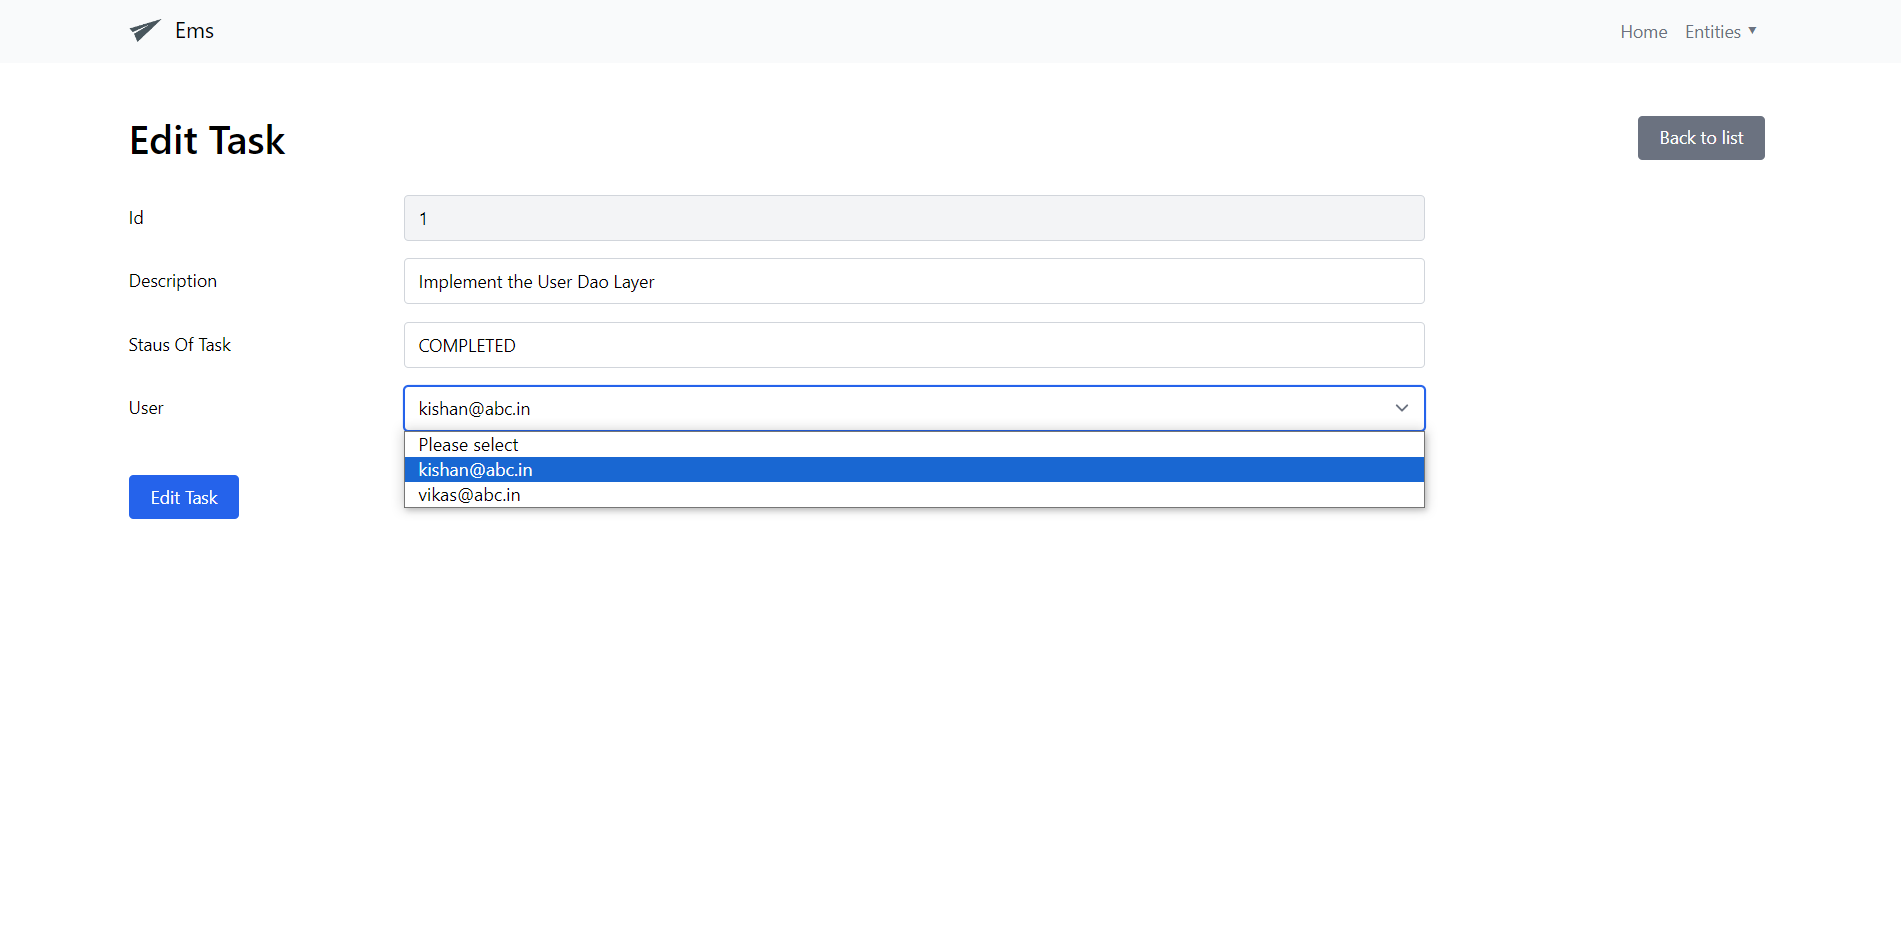 Ems
Home Entities ▼
Edit Task
Back to list
Id
1
Description
Implement the User Dao Layer
Staus Of Task
COMPLETED
User
kishan@abc.in
Please select
kishan@abc.in
vikas@abc.in
Edit Task